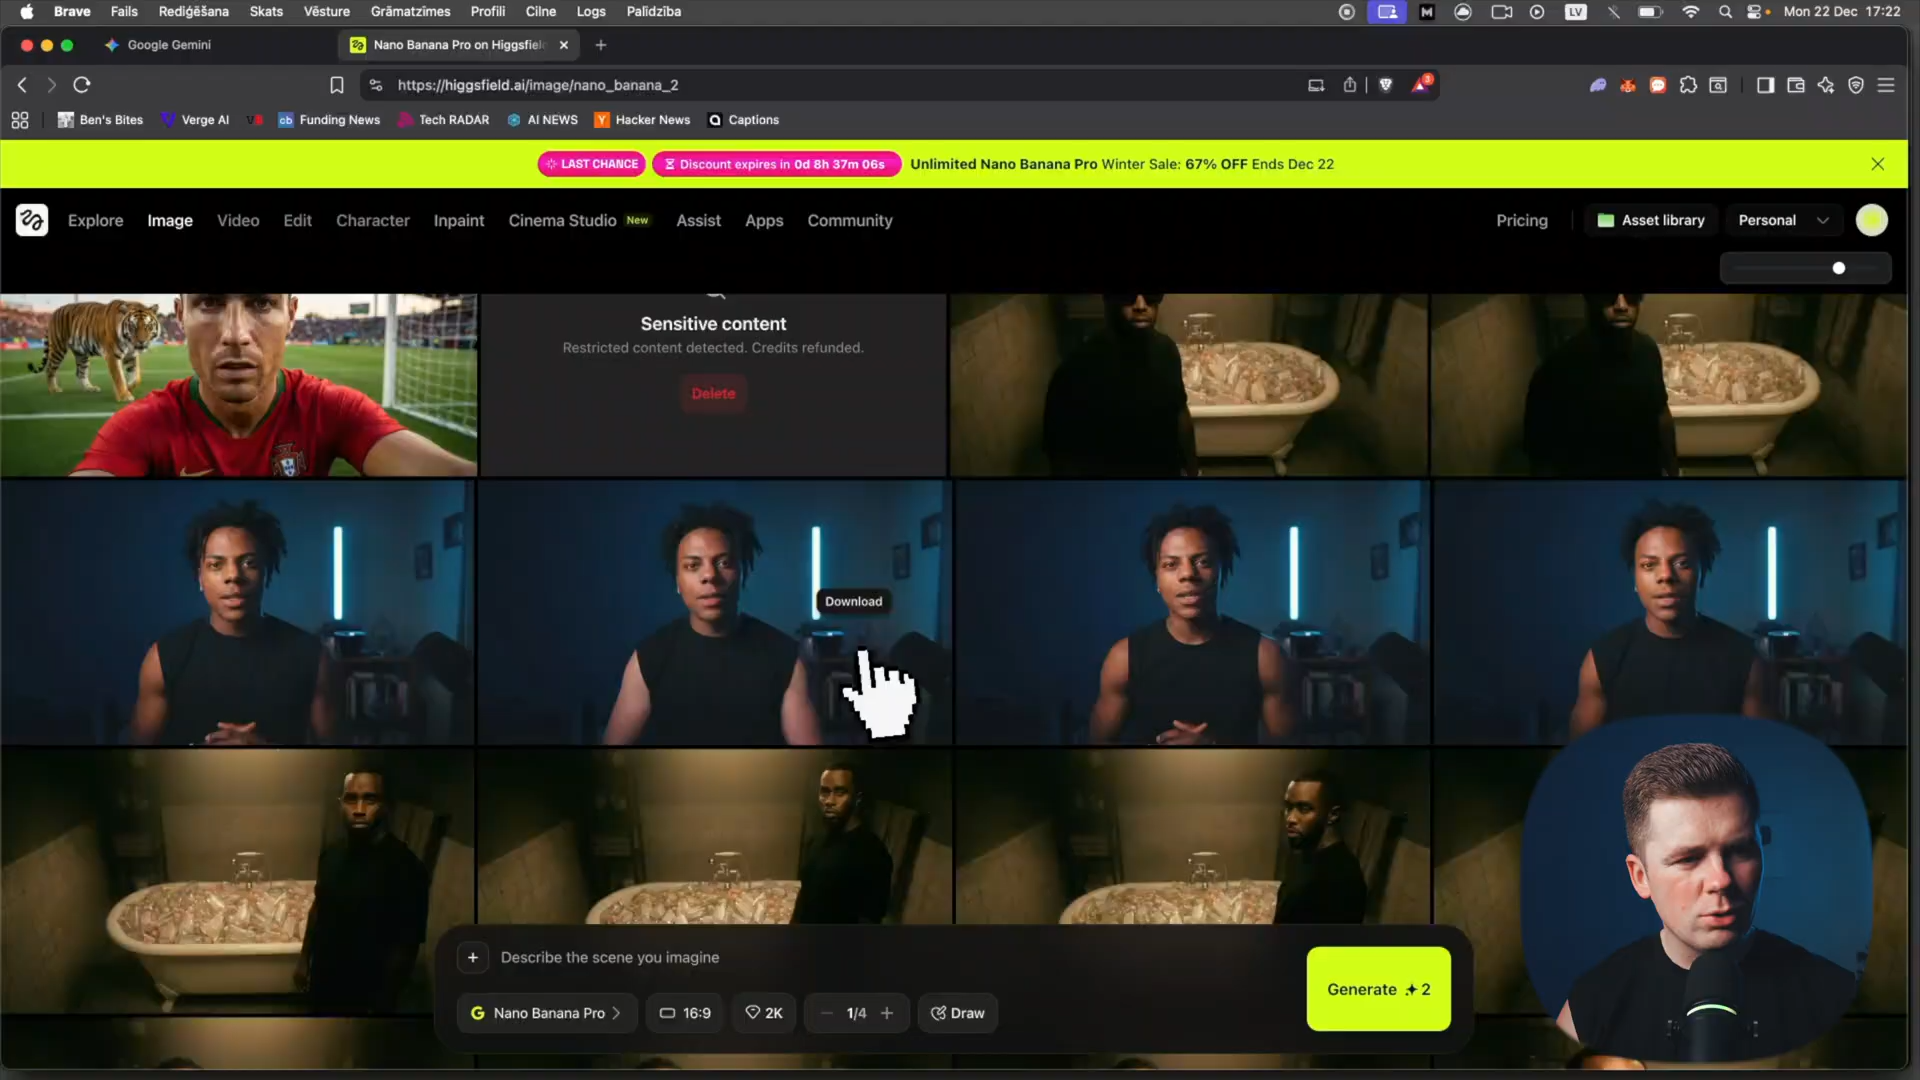 Brave Fails Rediģēšana Skats Vēsture Grāmatzīmes Profili Cilne Logs Palīdzība LV Mon 22 Dec 17:22
Google Gemini Nano Banana Pro on Higgsfiel
https://higgsfield.ai/image/nano_banana_2 3
Ben's Bites Verge AI cb Funding News Tech RADAR AI NEWS Y Hacker News Captions
LAST CHANCE Discount expires in 0d 8h 37m 06s Unlimited Nano Banana Pro Winter Sale: 67% OFF Ends Dec 22
Explore Image Video Edit Character Inpaint Cinema Studio New Assist Apps Community Pricing Asset library Personal
Sensitive content
Restricted content detected. Credits refunded.
Delete
Download
+ Describe the scene you imagine
G Nano Banana Pro 16:9 2K 1/4 + Draw
Generate 2